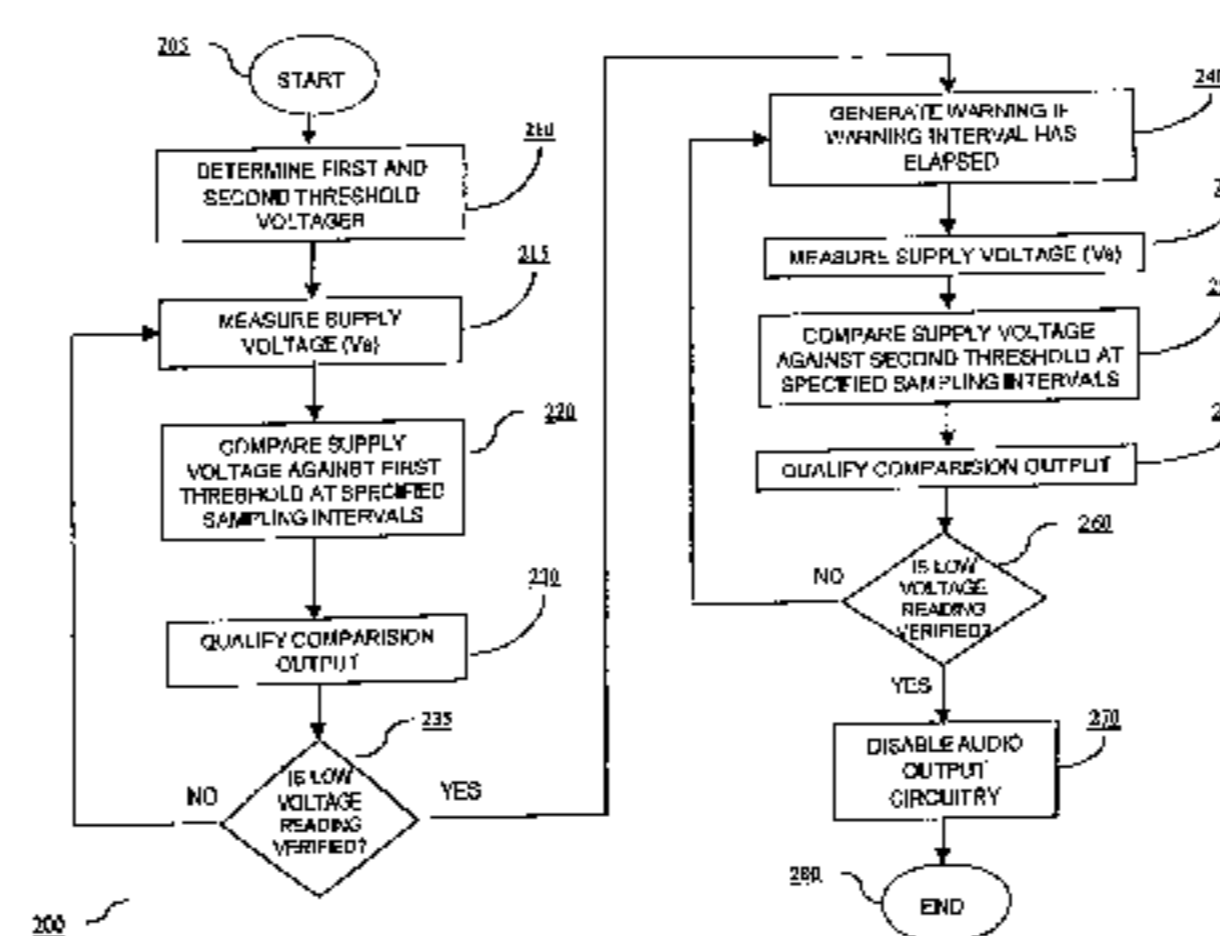 205
START
210
DETERMINE FIRST AND
SECOND THRESHOLD
VOLTAGER
215
MEASURE SUPPLY
VOLTAGE (Vs)
220
COMPARE SUPPLY
VOLTAGE AGAINST FIRST
THRESHOLD AT SPECIFIED
SAMPLING INTERVALS
230
QUALIFY COMPARISION
OUTPUT
235
IS LOW
VOLTAGE
READING
VERIFIED?
NO
YES
200
240
GENERATE WARNING IF
WARNING INTERVAL HAS
ELAPSED
MEASURE SUPPLY VOLTAGE (Vs)
COMPARE SUPPLY VOLTAGE
AGAINST SECOND THRESHOLD AT
SPECIFIED SAMPLING INTERVALS
QUALIFY COMPARISION OUTPUT
260
IS LOW
VOLTAGE
READING
VERIFIED?
NO
YES
270
DISABLE AUDIO
OUTPUT
CIRCUITRY
280
END